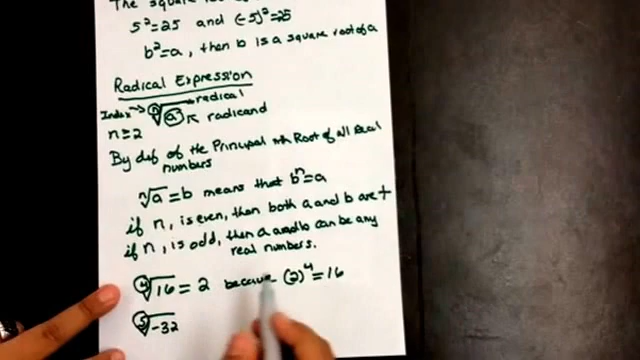 The square
5²=25 and (-5)²=25
b²=a, then b is a square root of a
Radical Expression
Index→ ⁿ√a radical
n≥2 radicand
By def of the Principal nth Root of all Real
numbers
ⁿ√a = b means that bⁿ=a
if n, is even, then both a and b are +
if n, is odd, then a and b can be any
real numbers.
⁴√16 = 2 because (2)⁴=16
⁵√-32